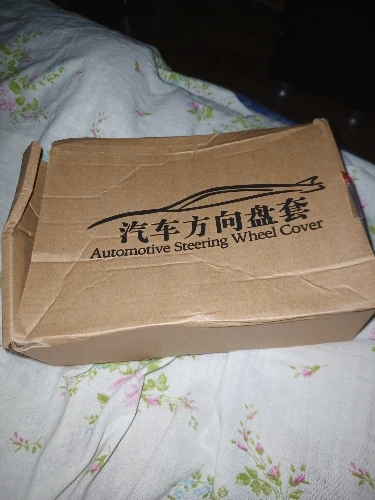 汽车方向盘套
Automotive Steering Wheel Cover